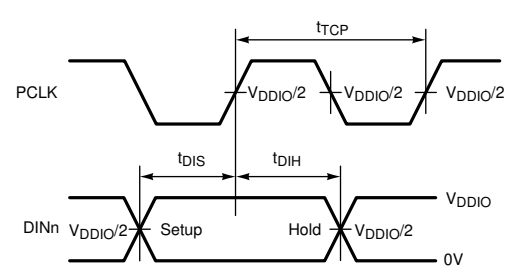 tTCP
PCLK VDDIO/2 VDDIO/2 VDDIO/2
tDIS tDIH
VDDIO
DINn VDDIO/2 Setup Hold VDDIO/2
0V